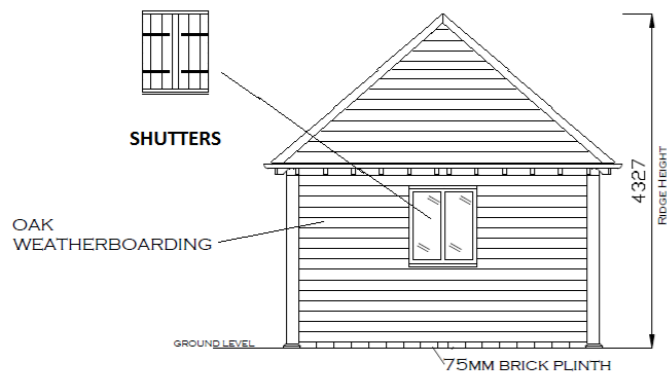 SHUTTERS
OAK
WEATHERBOARDING
4327
RIDGE HEIGHT
GROUND LEVEL
75MM BRICK PLINTH